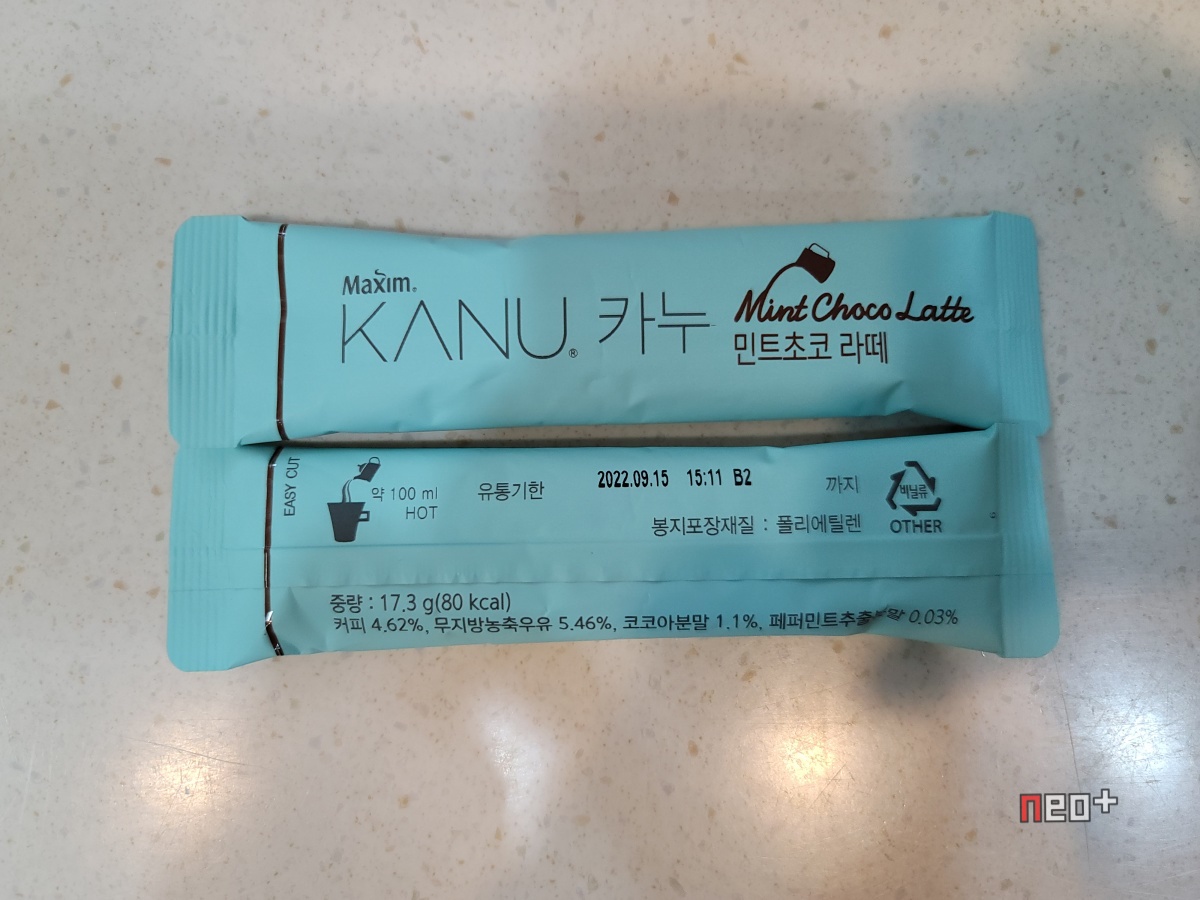 Maxim
KANU® 카누
Mint Choco Latte
민트초코 라떼
EASY CUT
약 100 ml
HOT
유통기한 2022.09.15 15:11 B2 까지
봉지포장재질 : 폴리에틸렌
비닐류
OTHER
중량 : 17.3 g(80 kcal)
커피 4.62%, 무지방농축우유 5.46%, 코코아분말 1.1%, 페퍼민트추출분말 0.03%
neo+